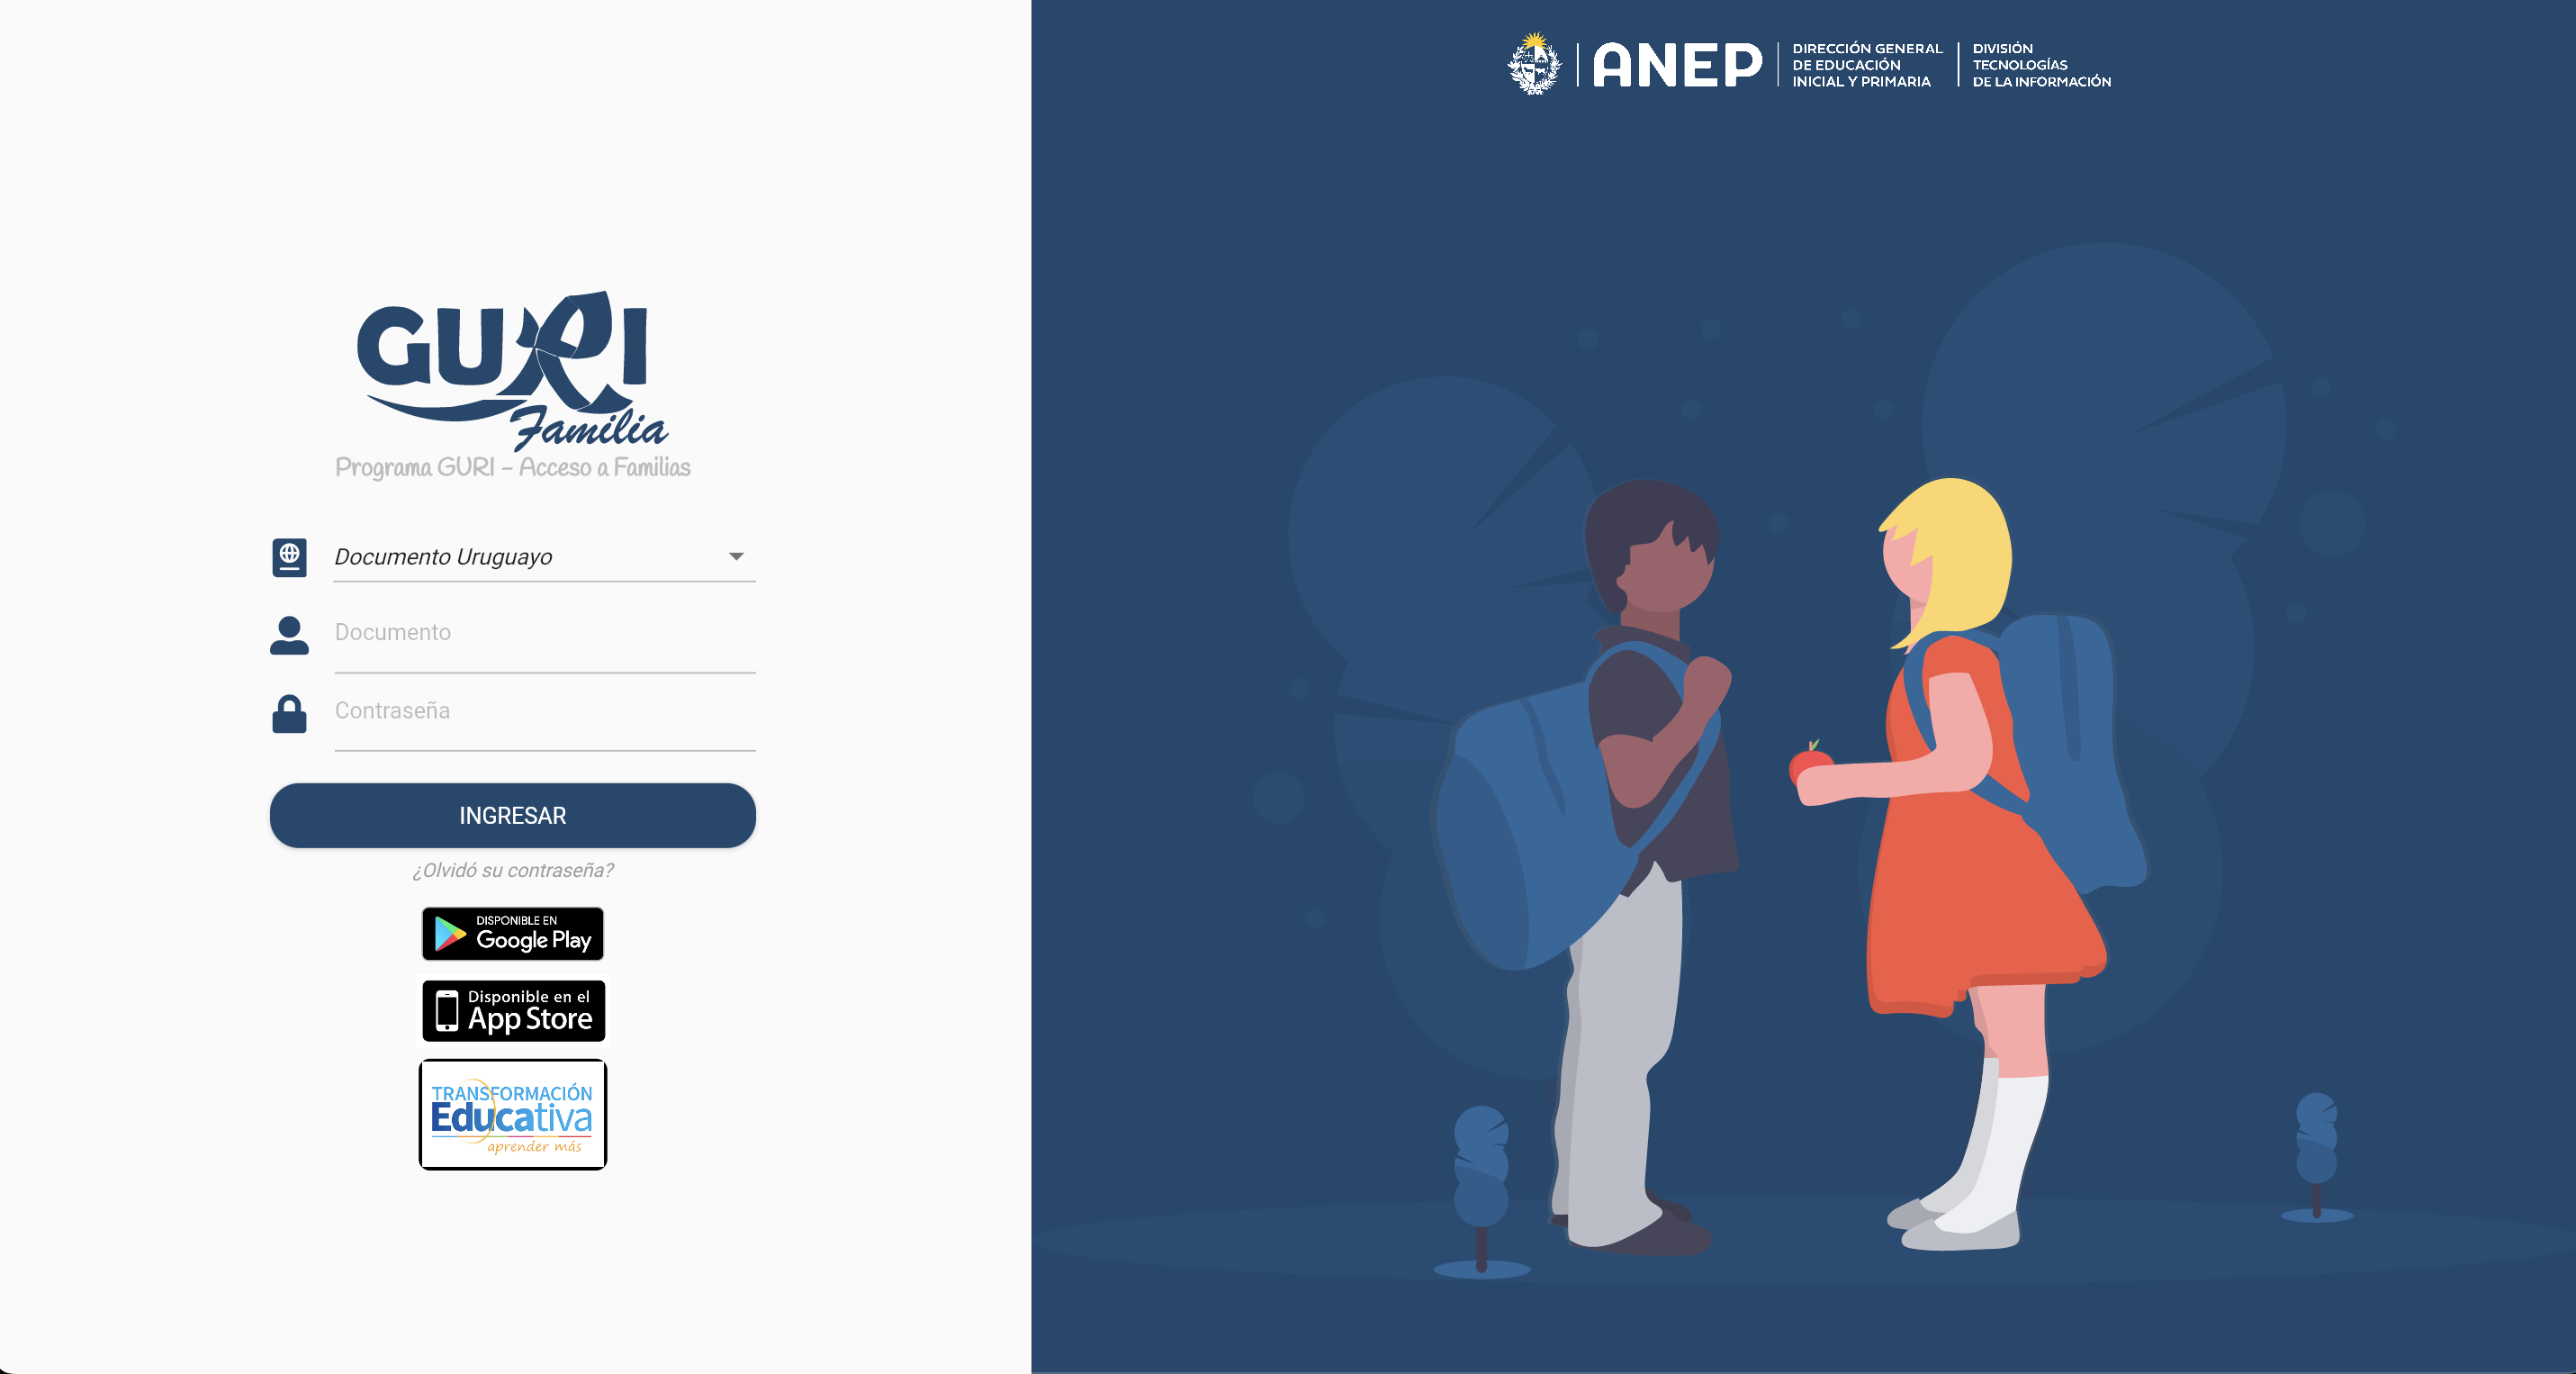 GURI
Familia
Programa GURI – Acceso a Familias
Documento Uruguayo
Documento
Contraseña
INGRESAR
¿Olvidó su contraseña?
DISPONIBLE EN
Google Play
Disponible en el
App Store
TRANSFORMACIÓN
Educativa
aprender más
ANEP
DIRECCIÓN GENERAL
DE EDUCACIÓN
INICIAL Y PRIMARIA
DIVISIÓN
TECNOLOGÍAS
DE LA INFORMACIÓN